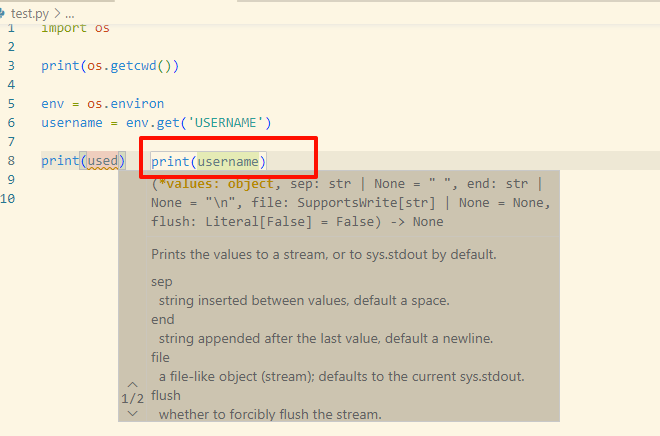 test.py > ...
1 import os
2
3 print(os.getcwd())
4
5 env = os.environ
6 username = env.get('USERNAME')
7
8 print(used) print(username)
9
10
(*values: object, sep: str | None = " ", end: str |
None = "\n", file: SupportsWrite[str] | None = None,
flush: Literal[False] = False) -> None
Prints the values to a stream, or to sys.stdout by default.
sep
string inserted between values, default a space.
end
string appended after the last value, default a newline.
file
a file-like object (stream); defaults to the current sys.stdout.
1/2
flush
whether to forcibly flush the stream.